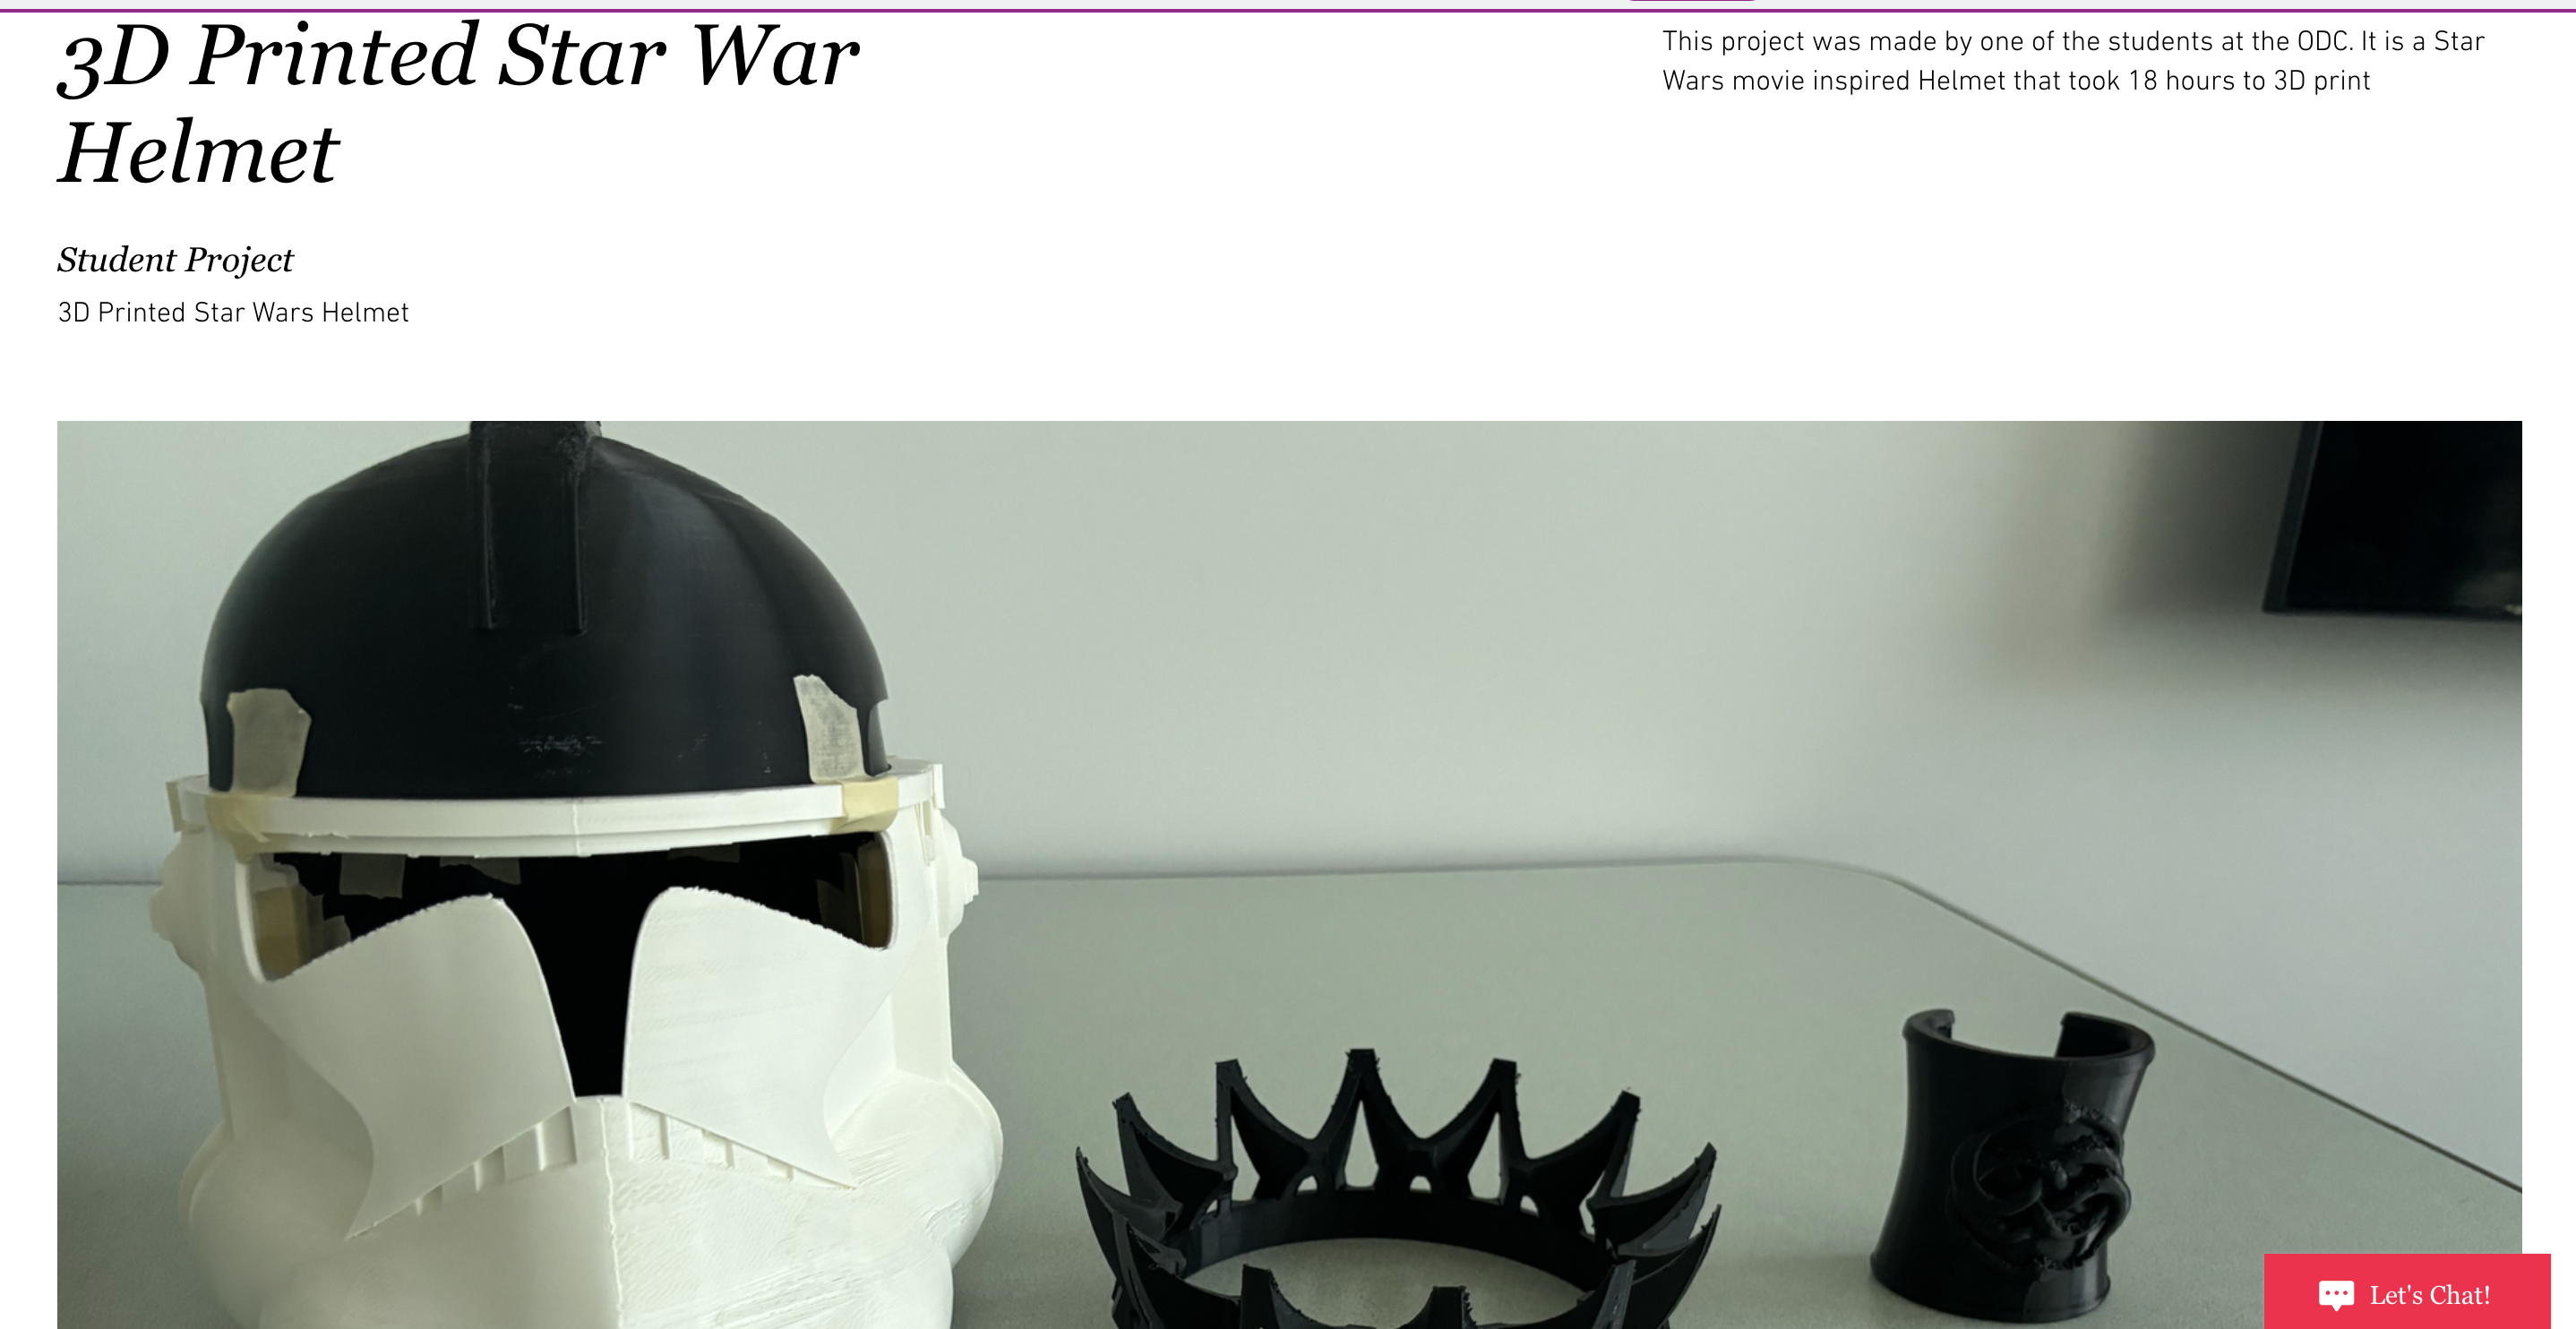 3D Printed Star War
Helmet
Student Project
3D Printed Star Wars Helmet
This project was made by one of the students at the ODC. It is a Star
Wars movie inspired Helmet that took 18 hours to 3D print
Let's Chat!